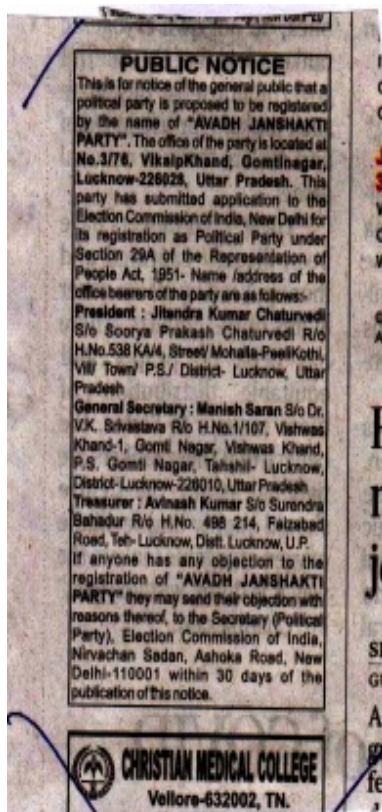 PUBLIC NOTICE
This is for notice of the general public that a
political party is proposed to be registered
by the name of "AVADH JANSHAKTI
PARTY". The office of the party is located at
No.3/76, VikalpKhand, Gomtinagar,
Lucknow-226028, Uttar Pradesh. This
party has submitted application to the
Election Commission of India, New Delhi for
its registration as Political Party under
Section 29A of the Representation of
People Act, 1951- Name /address of the
office bearers of the party are as follows:-
President : Jitendra Kumar Chaturvedi
S/o Soorya Prakash Chaturvedi R/o
H.No.538 KA/4, Street/ Mohalla-PeeliKothi,
Vill/ Town/ P.S./ District- Lucknow, Uttar
Pradesh
General Secretary : Manish Saran S/o Dr.
V.K. Srivastava R/o H.No.1/107, Vishwas
Khand-1, Gomti Nagar, Vishwas Khand,
P.S. Gomti Nagar, Tahshil- Lucknow,
District-Lucknow-226010, Uttar Pradesh
Treasurer : Avinash Kumar S/o Surendra
Bahadur R/o H.No. 498 214, Faizabad
Road, Teh- Lucknow, Distt. Lucknow, U.P.
If anyone has any objection to the
registration of "AVADH JANSHAKTI
PARTY" they may send their objection with
reasons thereof, to the Secretary (Political
Party), Election Commission of India,
Nirvachan Sadan, Ashoka Road, New
Delhi-110001 within 30 days of the
publication of this notice.
CHRISTIAN MEDICAL COLLEGE
Vellore-632002, TN.